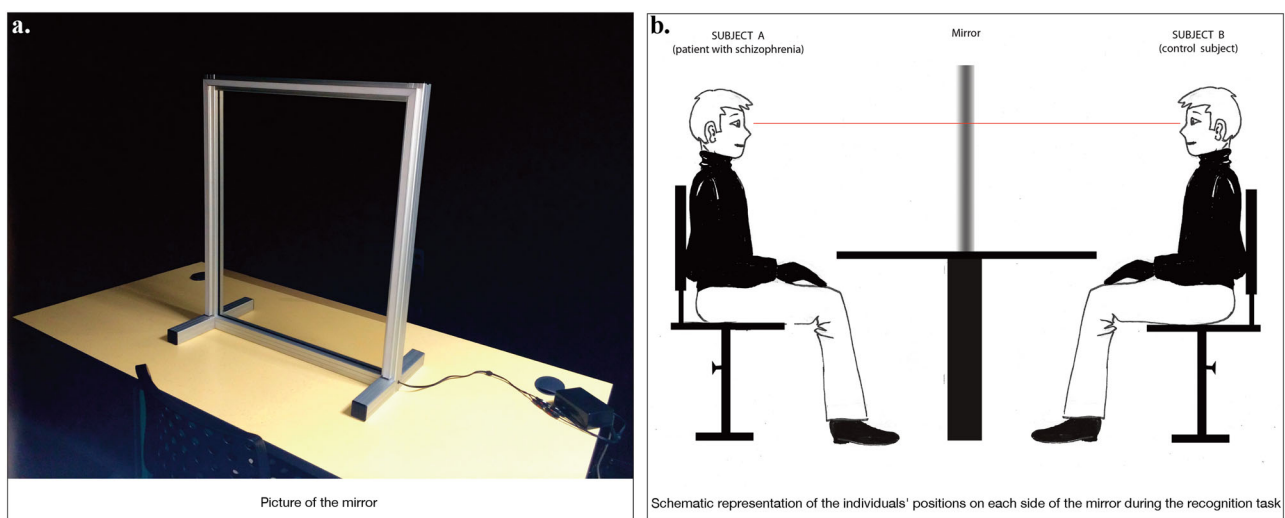 a.
Picture of the mirror
b.
SUBJECT A
(patient with schizophrenia)
Mirror
SUBJECT B
(control subject)
Schematic representation of the individuals' positions on each side of the mirror during the recognition task